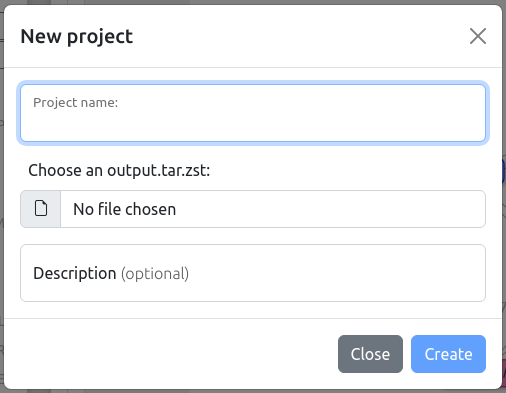 New project
Project name:
Choose an output.tar.zst:
No file chosen
Description (optional)
Close
Create